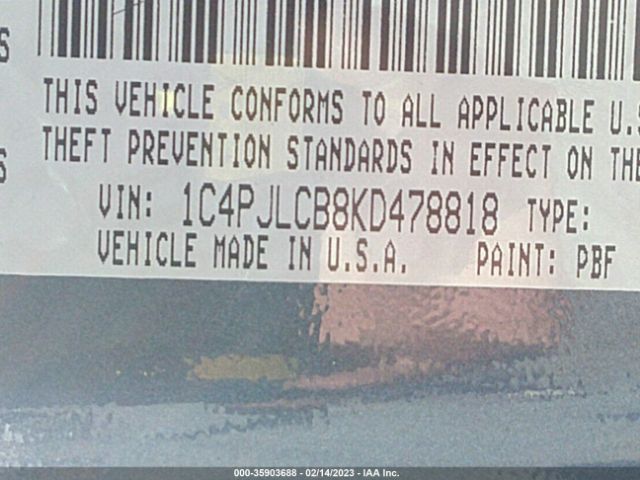 S
THIS VEHICLE CONFORMS TO ALL APPLICABLE U.S
THEFT PREVENTION STANDARDS IN EFFECT ON THE
S
VIN: 1C4PJLCB8KD478818 TYPE:
VEHICLE MADE IN U.S.A. PAINT: PBF
000-35903688 - 02/14/2023 - IAA Inc.